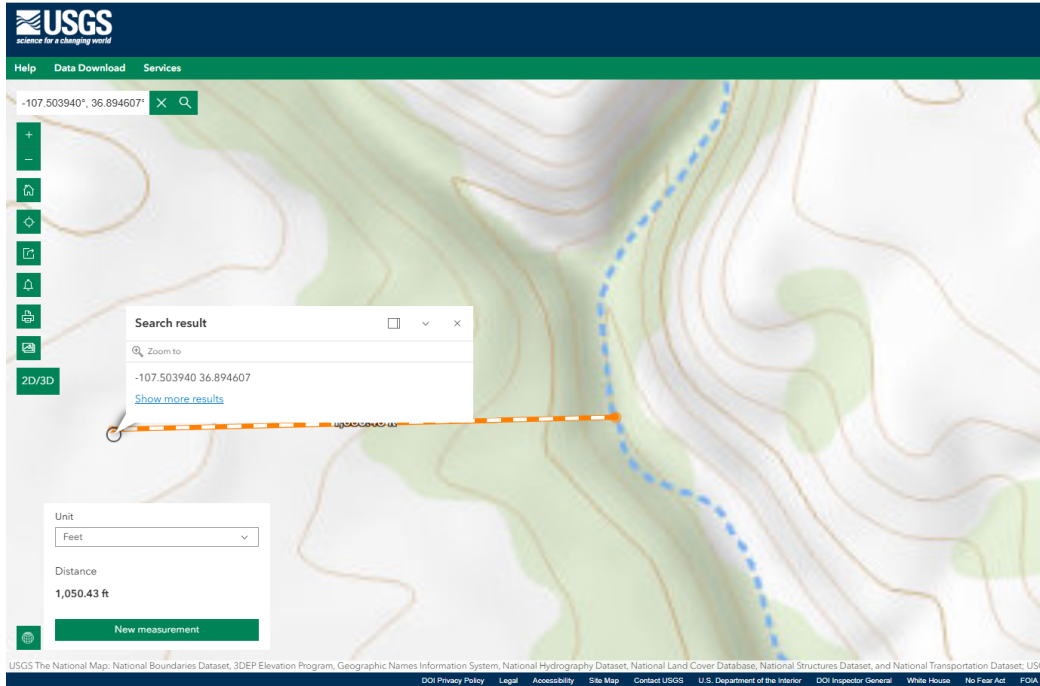 USGS
science for a changing world
Help Data Download Services
-107.503940°, 36.894607°
+
−
2D/3D
Search result
Zoom to
-107.503940 36.894607
Show more results
Unit
Feet
Distance
1,050.43 ft
New measurement
USGS The National Map: National Boundaries Dataset, 3DEP Elevation Program, Geographic Names Information System, National Hydrography Dataset, National Land Cover Database, National Structures Dataset, and National Transportation Dataset; USG
DOI Privacy Policy Legal Accessibility Site Map Contact USGS U.S. Department of the Interior DOI Inspector General White House No Fear Act FOIA